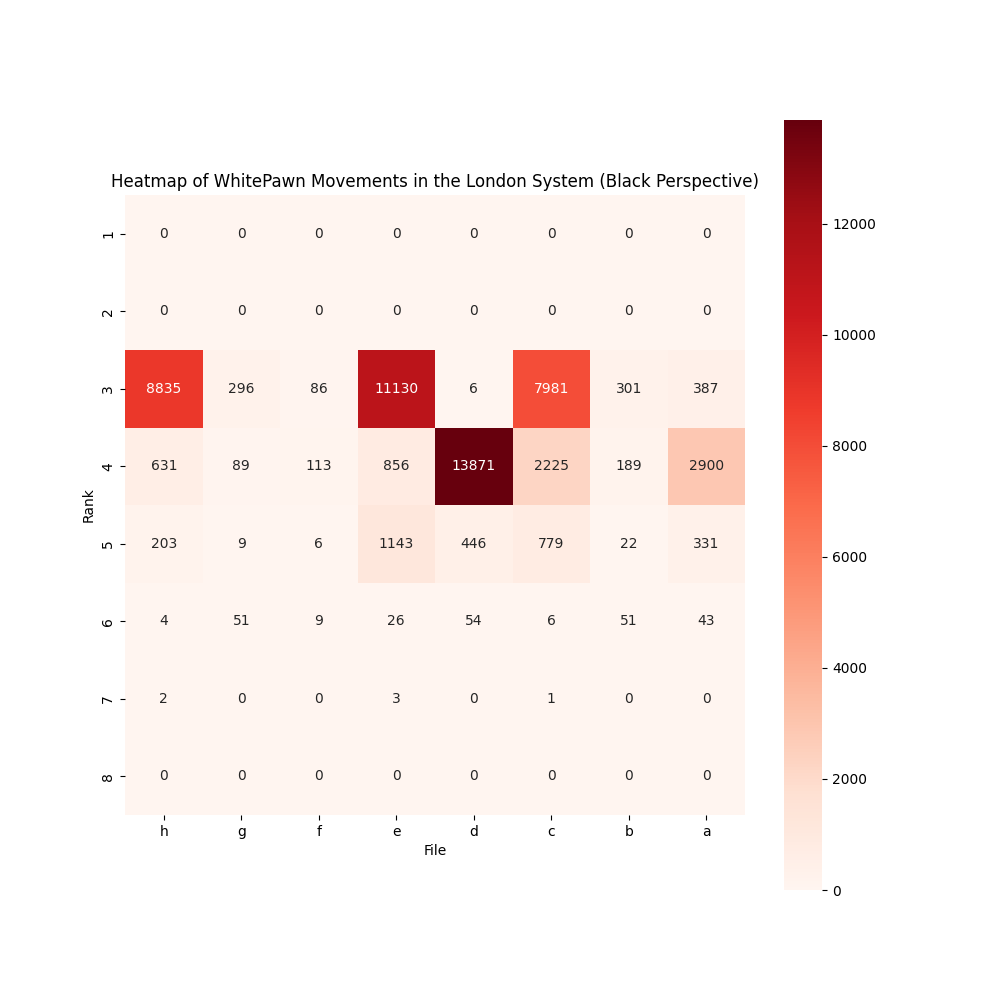 Heatmap of WhitePawn Movements in the London System (Black Perspective)
1 0 0 0 0 0 0 0 0
2 0 0 0 0 0 0 0 0
3 8835 296 86 11130 6 7981 301 387
4 631 89 113 856 13871 2225 189 2900
5 203 9 6 1143 446 779 22 331
6 4 51 9 26 54 6 51 43
7 2 0 0 3 0 1 0 0
8 0 0 0 0 0 0 0 0
h g f e d c b a
File
Rank
12000
10000
8000
6000
4000
2000
0